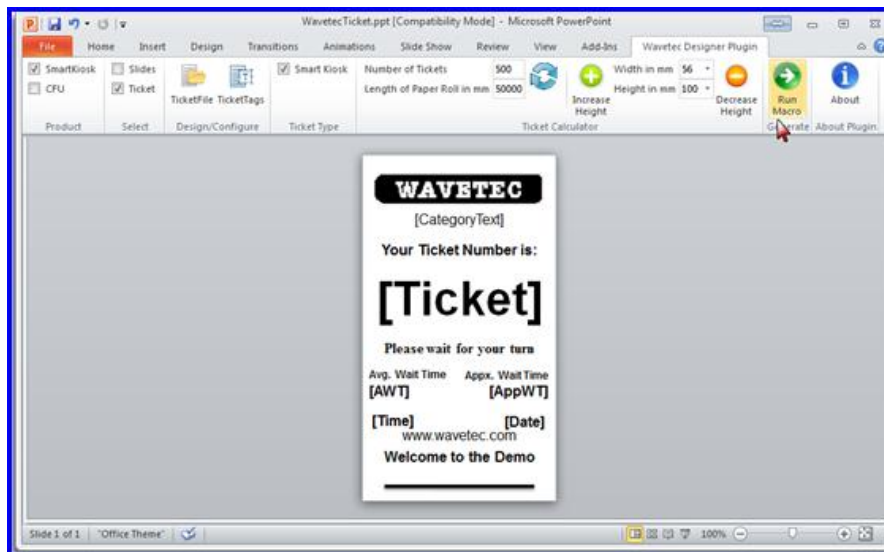 WavetecTicket.ppt [Compatibility Mode] - Microsoft PowerPoint
File Home Insert Design Transitions Animations Slide Show Review View Add-Ins Wavetec Designer Plugin
SmartKiosk Slides Smart Kiosk Number of Tickets 500 Width in mm 56
CFU Ticket Length of Paper Roll in mm 50000 Height in mm 100
TicketFile TicketTags Increase Height Decrease Height Run Macro About
Product Select Design/Configure Ticket Type Ticket Calculator Generate About Plugin
WAVETEC
[CategoryText]
Your Ticket Number is:
[Ticket]
Please wait for your turn
Avg. Wait Time Appx. Wait Time
[AWT] [AppWT]
[Time] [Date]
www.wavetec.com
Welcome to the Demo
Slide 1 of 1 "Office Theme" 100%